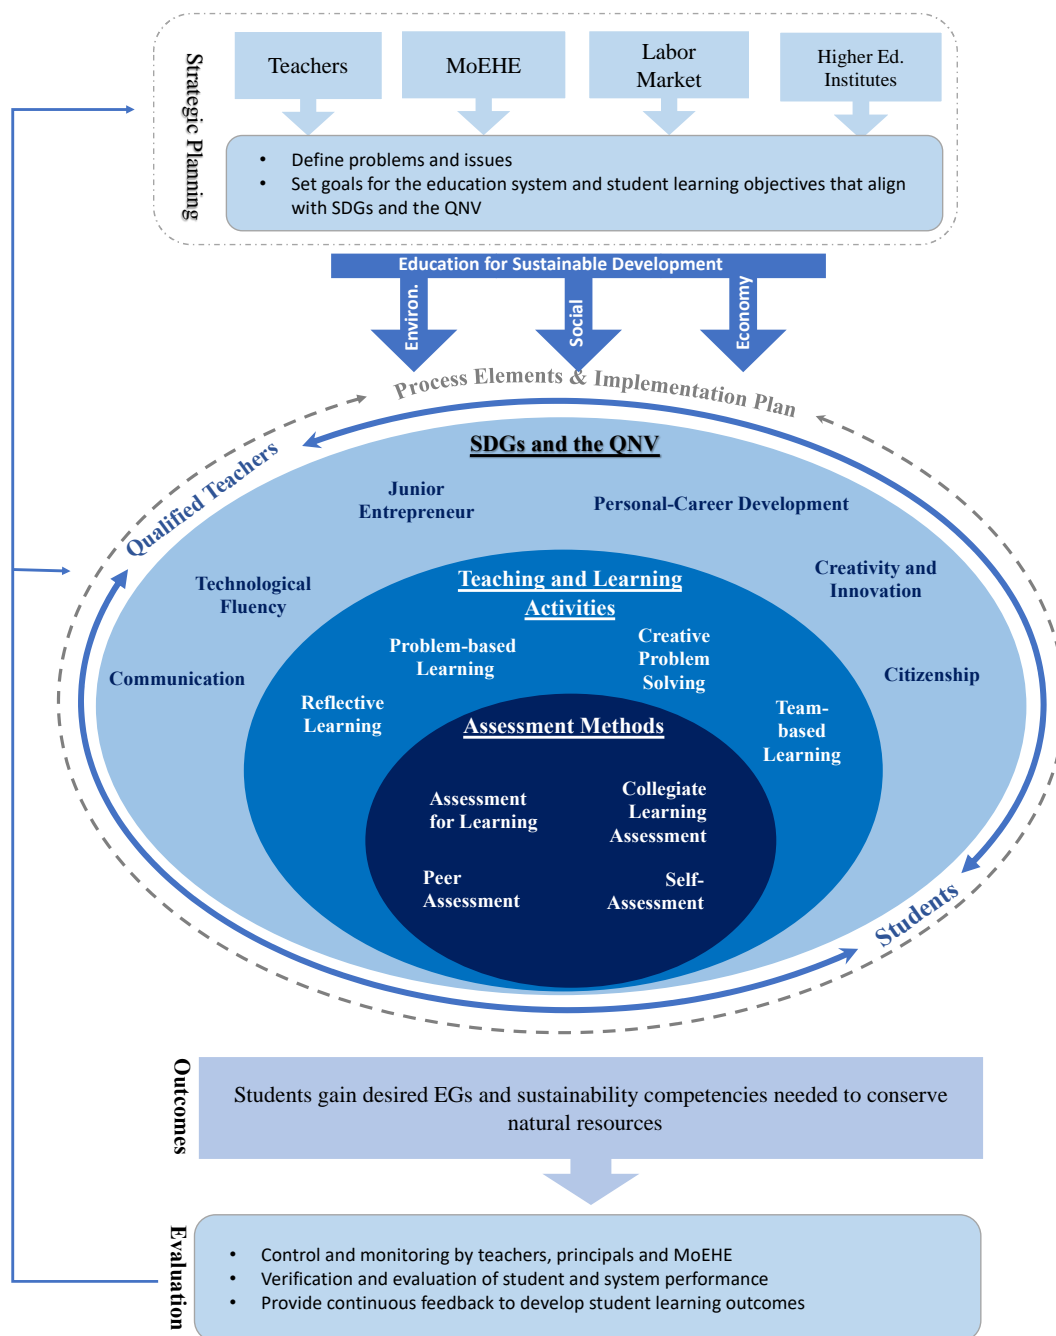 Strategic Planning
Teachers
MoEHE
Labor
Market
Higher Ed.
Institutes
• Define problems and issues
• Set goals for the education system and student learning objectives that align
with SDGs and the QNV
Education for Sustainable Development
Environ.
Social
Economy
Process Elements & Implementation Plan
Qualified Teachers
SDGs and the QNV
Junior
Entrepreneur
Personal-Career Development
Technological
Fluency
Creativity and
Innovation
Communication
Citizenship
Teaching and Learning
Activities
Problem-based
Learning
Creative
Problem
Solving
Reflective
Learning
Team-
based
Learning
Assessment Methods
Assessment
for Learning
Collegiate
Learning
Assessment
Peer
Assessment
Self-
Assessment
Students
Outcomes
Students gain desired EGs and sustainability competencies needed to conserve
natural resources
Evaluation
• Control and monitoring by teachers, principals and MoEHE
• Verification and evaluation of student and system performance
• Provide continuous feedback to develop student learning outcomes